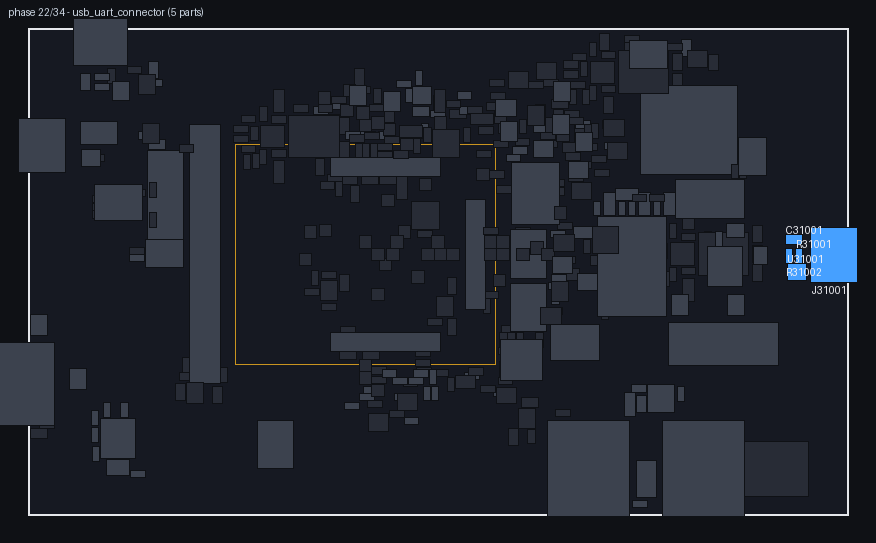 phase 22/34 - usb_uart_connector (5 parts)
C31001
R31001
U31001
R31002
J31001